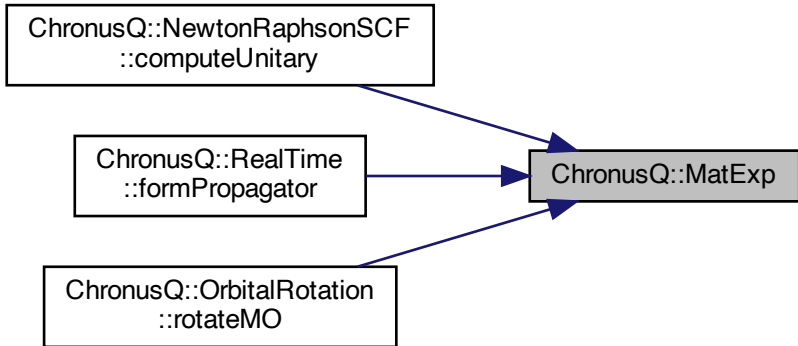 ChronusQ::NewtonRaphsonSCF
::computeUnitary
ChronusQ::RealTime
::formPropagator
ChronusQ::MatExp
ChronusQ::OrbitalRotation
::rotateMO